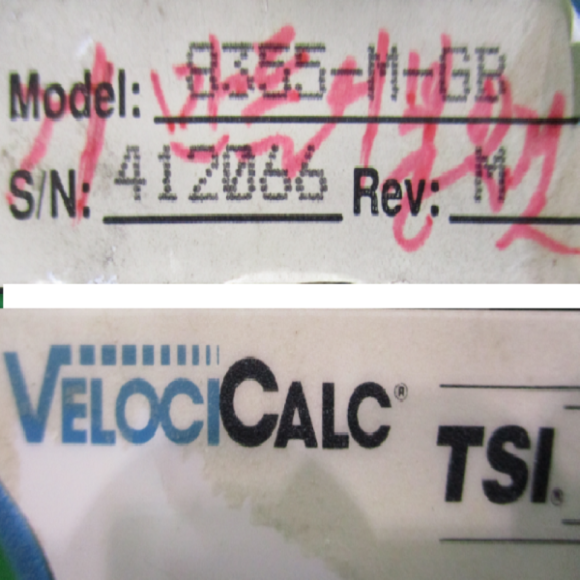 Model: 8355-M-GB
S/N: 412066 Rev: M
VELOCICALC®
TSI®